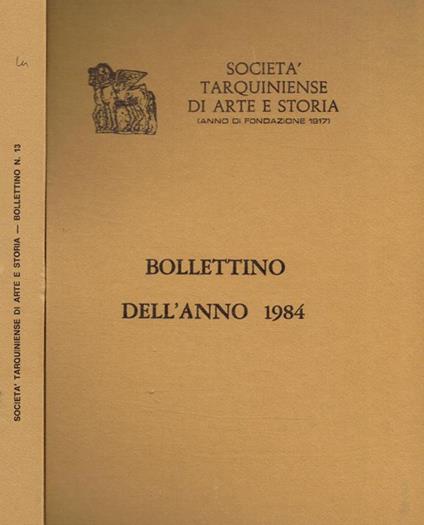 SOCIETA' TARQUINIENSE DI ARTE E STORIA — BOLLETTINO N. 13
SOCIETA'
TARQUINIENSE
DI ARTE E STORIA
(ANNO DI FONDAZIONE 1917)
BOLLETTINO
DELL'ANNO 1984